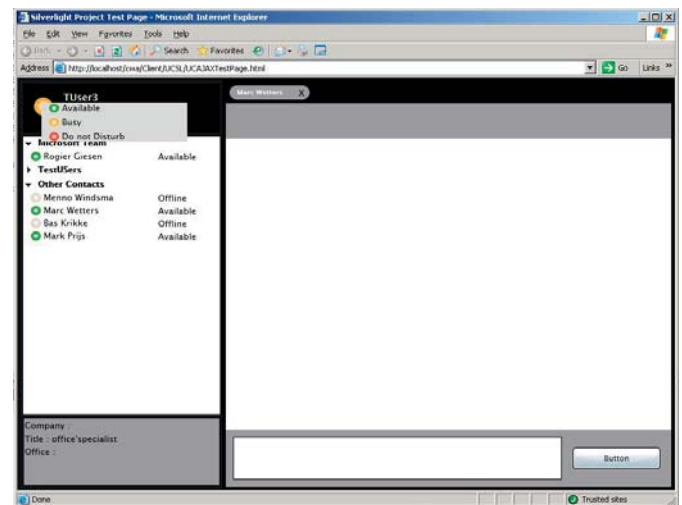 Silverlight Project Test Page - Microsoft Internet Explorer
File Edit View Favorites Tools Help
Search Favorites
Address http://localhost/cwa/Client/UCSL/UCAJAXTestPage.html Go Links »
TUser3
Marc Wetters X
Available
Busy
Do not Disturb
Microsoft Team
Rogier Giesen Available
TestUSers
Other Contacts
Menno Windsma Offline
Marc Wetters Available
Bas Krikke Offline
Mark Prijs Available
Company :
Title : office'specialist
Office :
Button
Done
Trusted sites